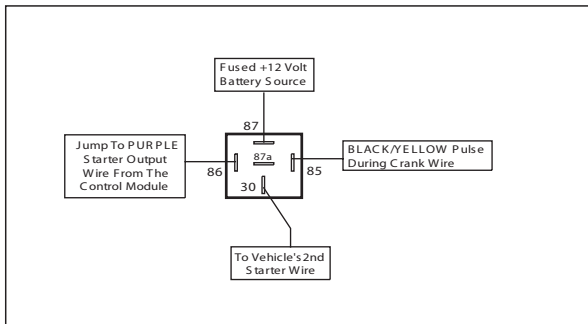 Fused +12 Volt
Battery Source
87
Jump To PURPLE
Starter Output
Wire From The
Control Module
86
87a
85
BLACK/YELLOW Pulse
During Crank Wire
30
To Vehicle's2nd
Starter Wire